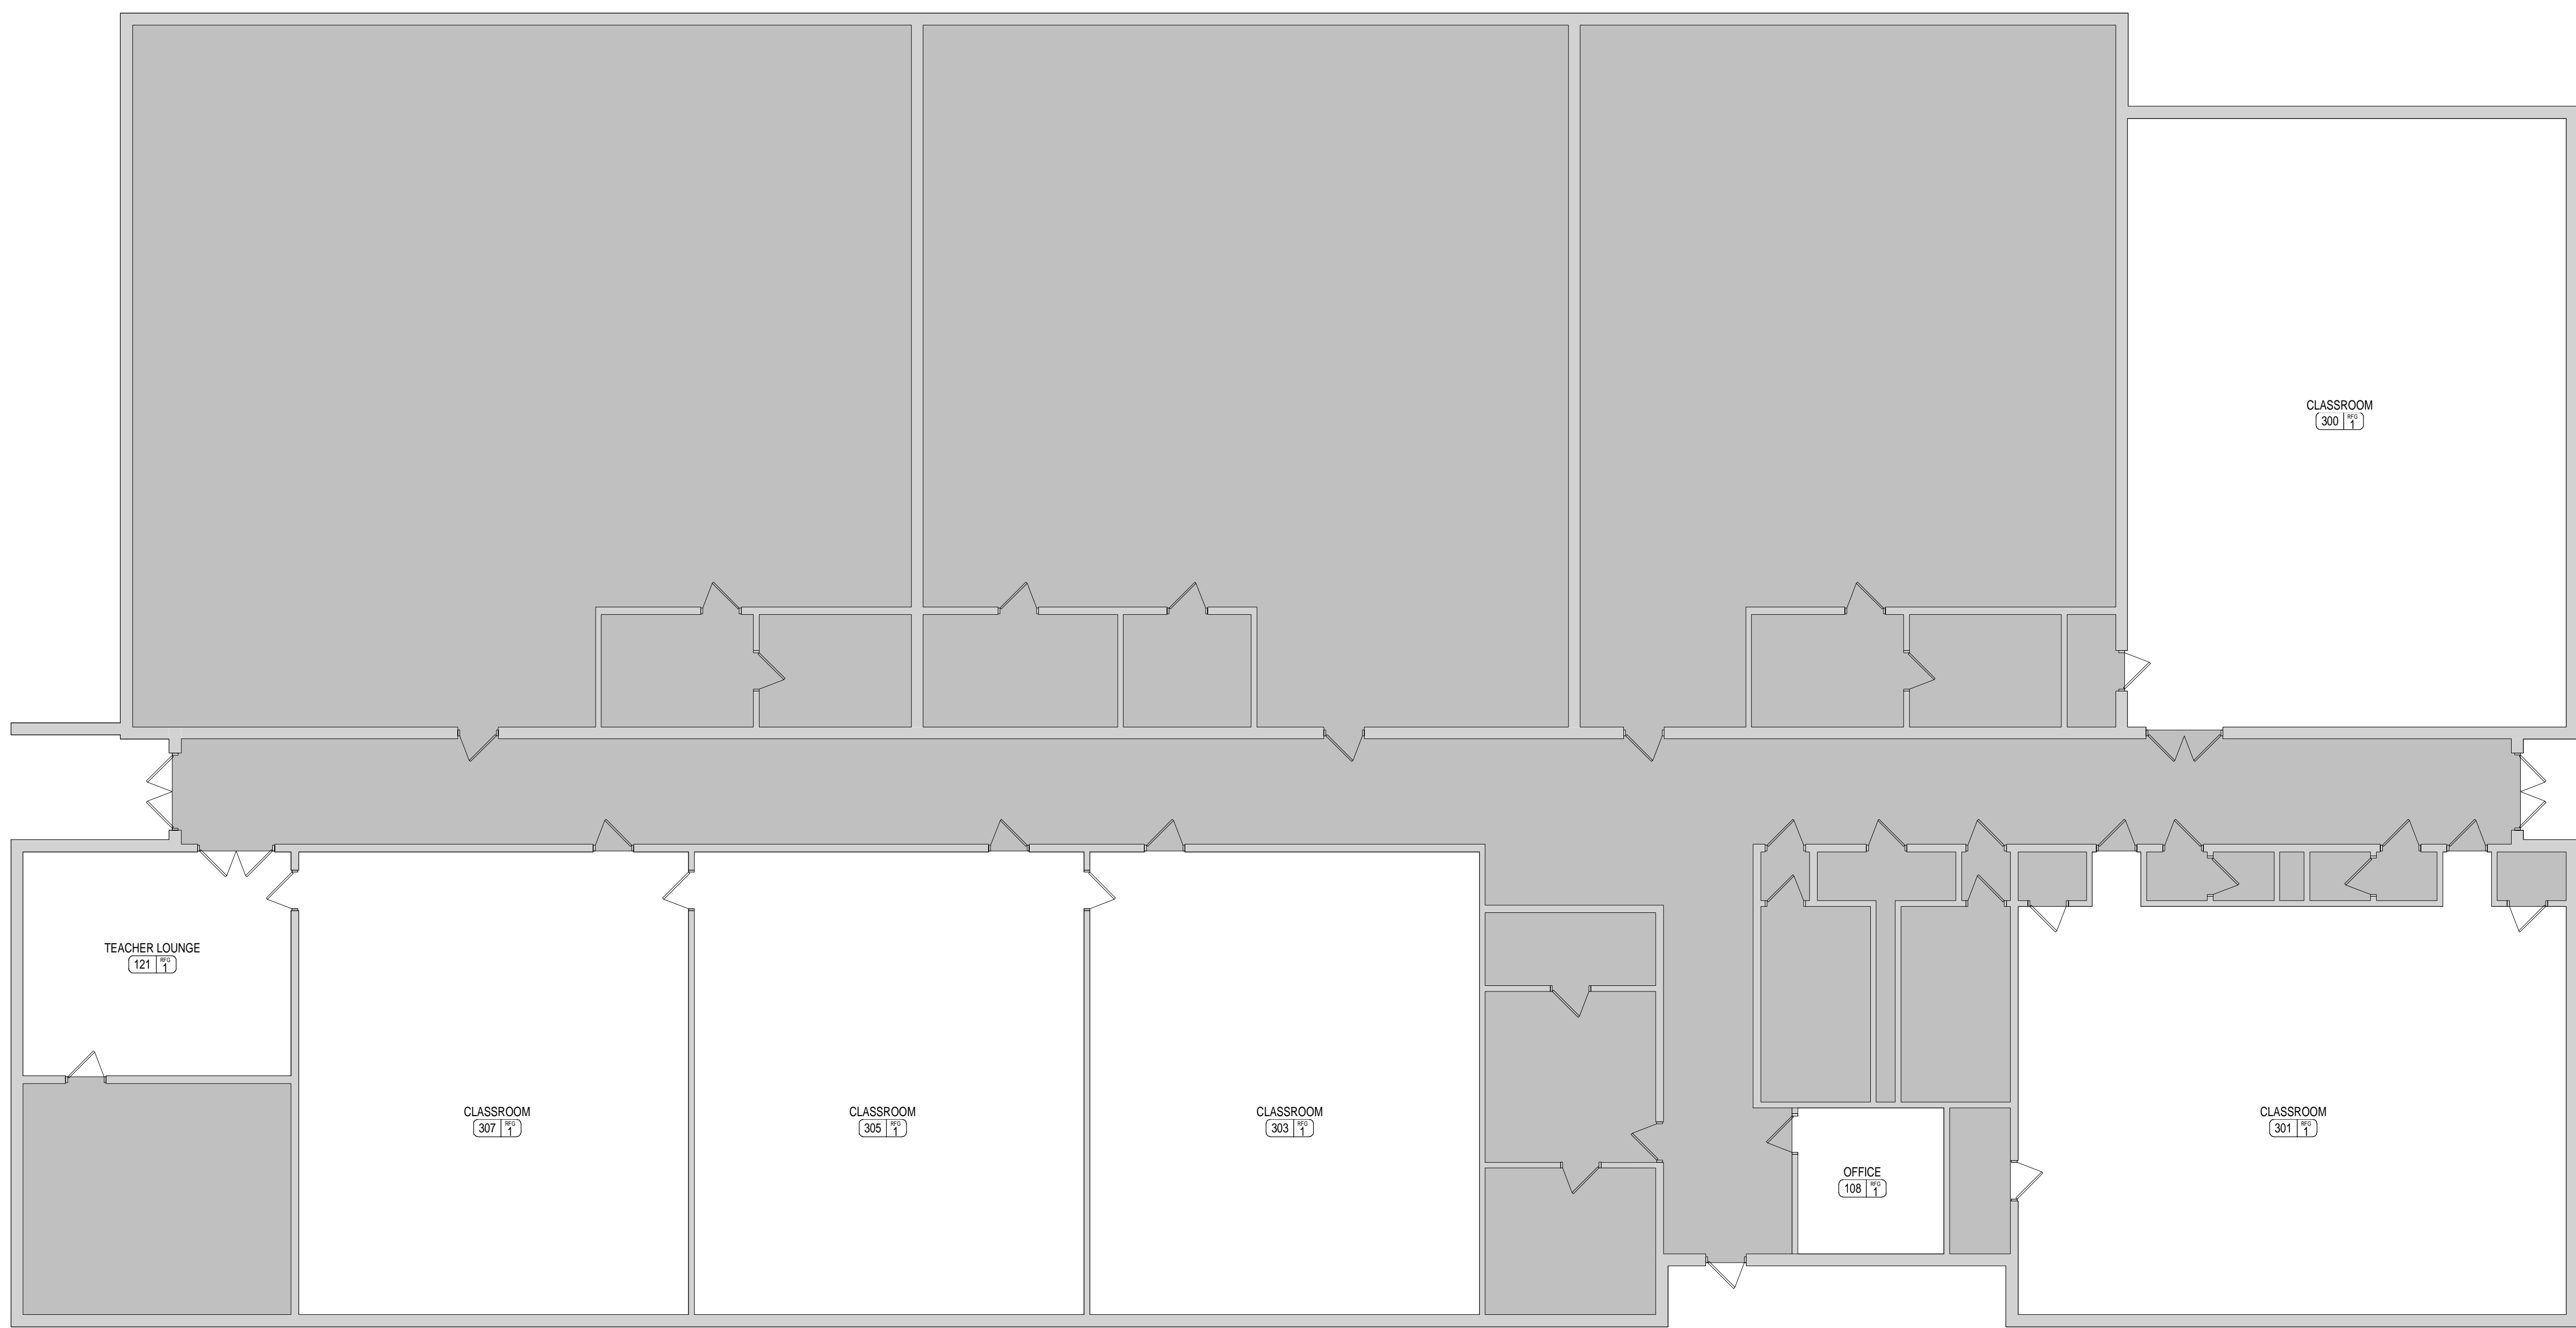 CLASSROOM
300 RFG 1
TEACHER LOUNGE
121 RFG 1
CLASSROOM
307 RFG 1
CLASSROOM
305 RFG 1
CLASSROOM
303 RFG 1
OFFICE
108 RFG 1
CLASSROOM
301 RFG 1